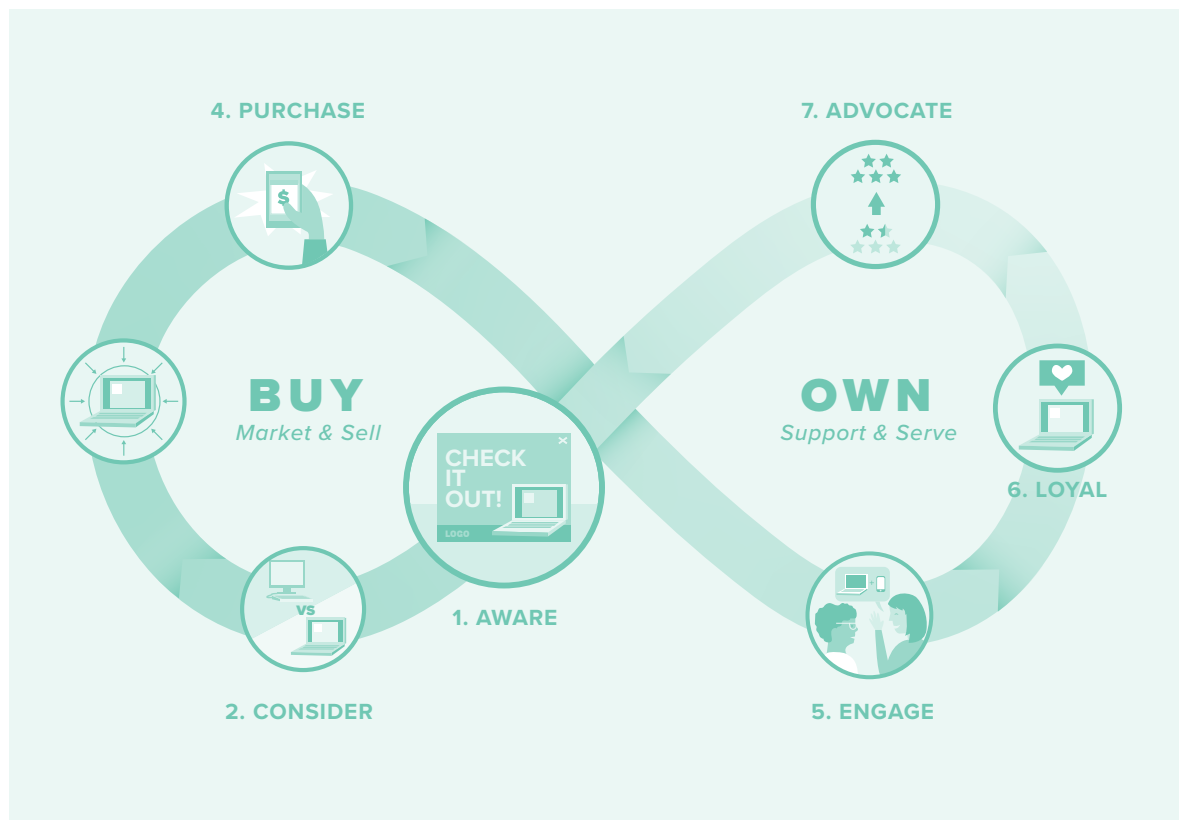 4. PURCHASE
7. ADVOCATE
$
BUY
Market & Sell
OWN
Support & Serve
X
CHECK
IT
OUT!
LOGO
6. LOYAL
VS
+
1. AWARE
2. CONSIDER
5. ENGAGE